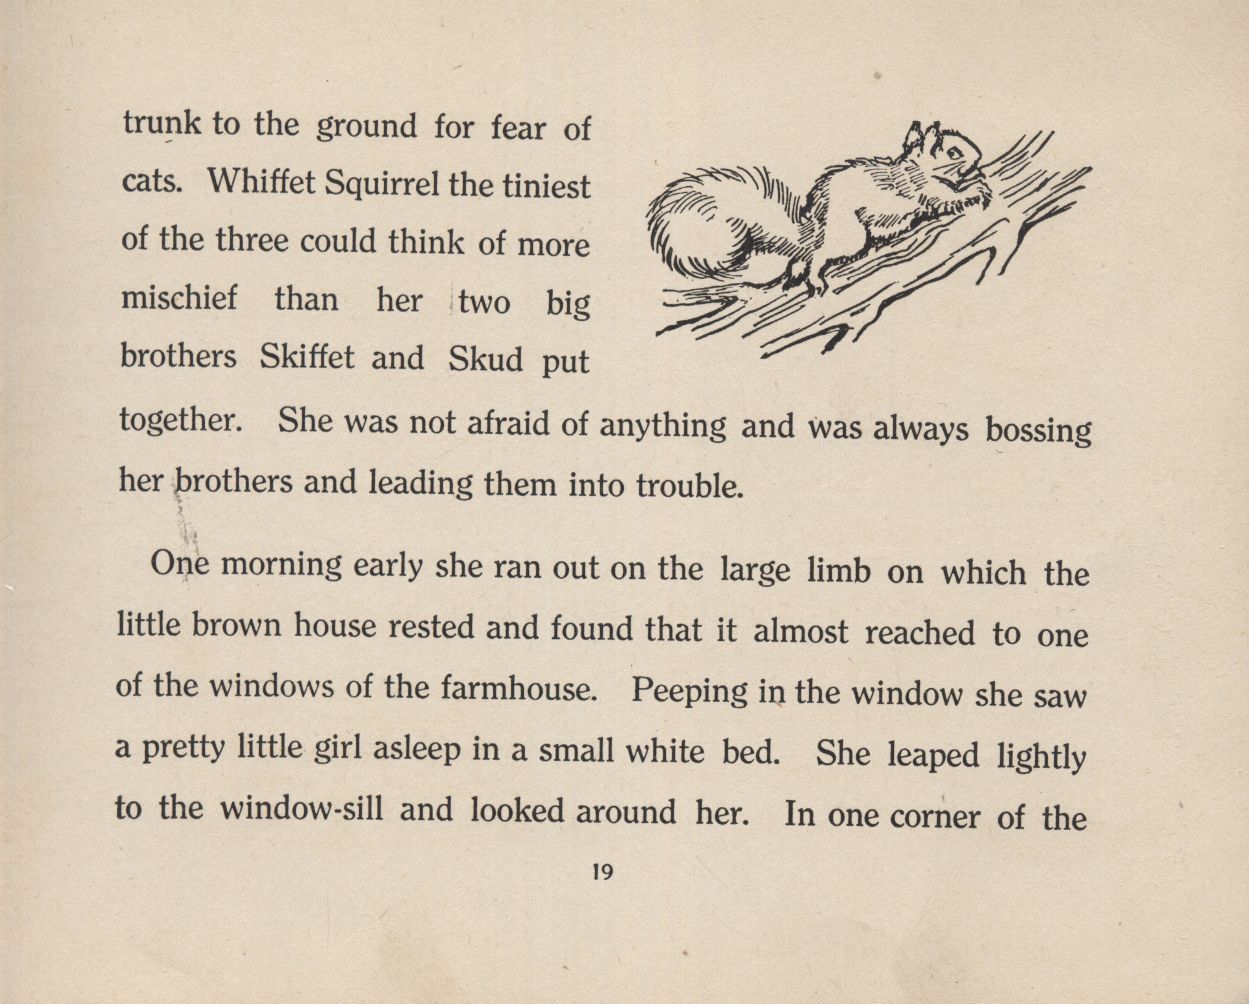 trunk to the ground for fear of
cats. Whiffet Squirrel the tiniest
of the three could think of more
mischief than her two big
brothers Skiffet and Skud put
together. She was not afraid of anything and was always bossing
her brothers and leading them into trouble.
One morning early she ran out on the large limb on which the
little brown house rested and found that it almost reached to one
of the windows of the farmhouse. Peeping in the window she saw
a pretty little girl asleep in a small white bed. She leaped lightly
to the window-sill and looked around her. In one corner of the
19